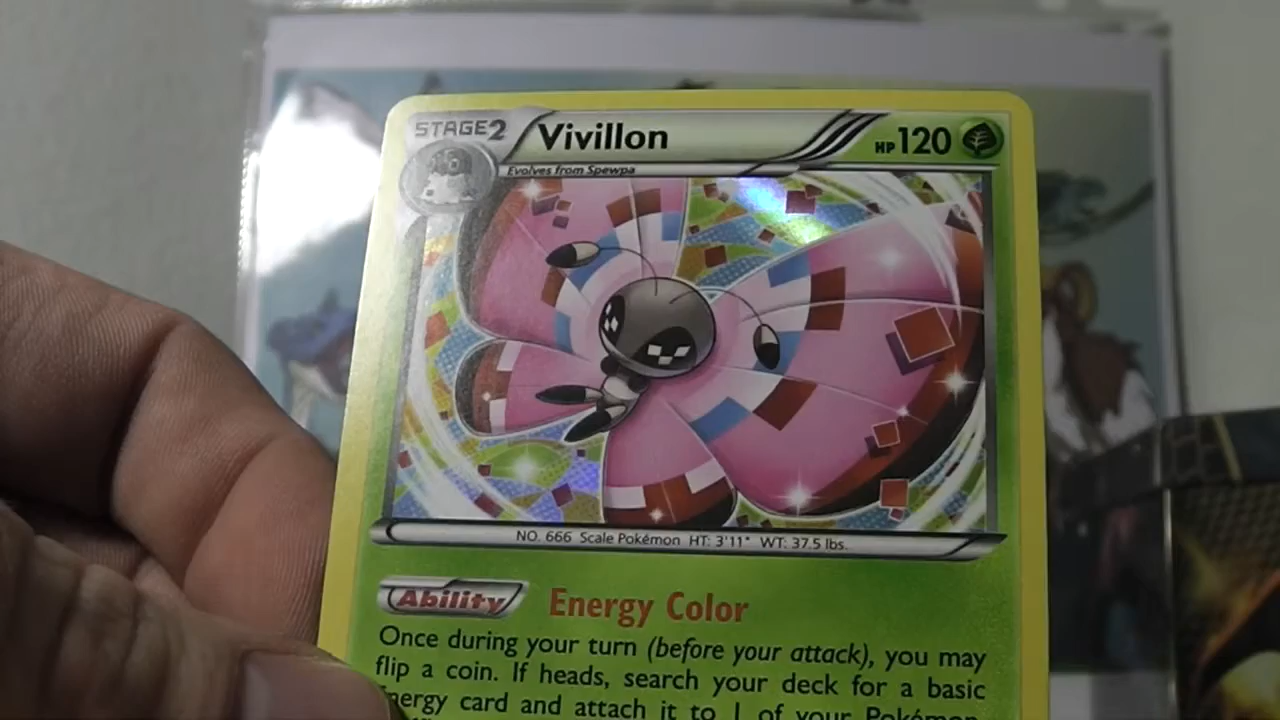 STAGE2 Vivillon HP120
Evolves from Spewpa
NO. 666 Scale Pokémon HT: 3'11" WT: 37.5 lbs.
Ability Energy Color
Once during your turn (before your attack), you may
flip a coin. If heads, search your deck for a basic
Energy card and attach it to 1 of your Pokémon.